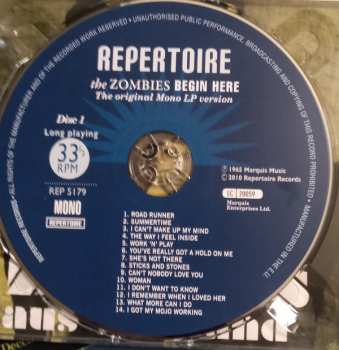 • UNAUTHORISED PUBLIC PERFORMANCE, BROADCASTING AND COPYING OF THIS RECORDING PROHIBITED • MANUFACTURED IN THE E.U.
ALL RIGHTS OF THE MANUFACTURER AND OF THE OWNER OF THE RECORDED WORK RESERVED
REPERTOIRE RECORDS
REPERTOIRE
the ZOMBIES BEGIN HERE
The original Mono LP version
Disc 1
Long playing
33⅓
RPM
REP 5179
MONO
REPERTOIRE
℗ 1965 Marquis Music
© 2010 Repertoire Records
LC 20059
Marquis
Enterprises Ltd.
1. ROAD RUNNER
2. SUMMERTIME
3. I CAN'T MAKE UP MY MIND
4. THE WAY I FEEL INSIDE
5. WORK 'N' PLAY
6. YOU'VE REALLY GOT A HOLD ON ME
7. SHE'S NOT THERE
8. STICKS AND STONES
9. CAN'T NOBODY LOVE YOU
10. WOMAN
11. I DON'T WANT TO KNOW
12. I REMEMBER WHEN I LOVED HER
13. WHAT MORE CAN I DO
14. I GOT MY MOJO WORKING